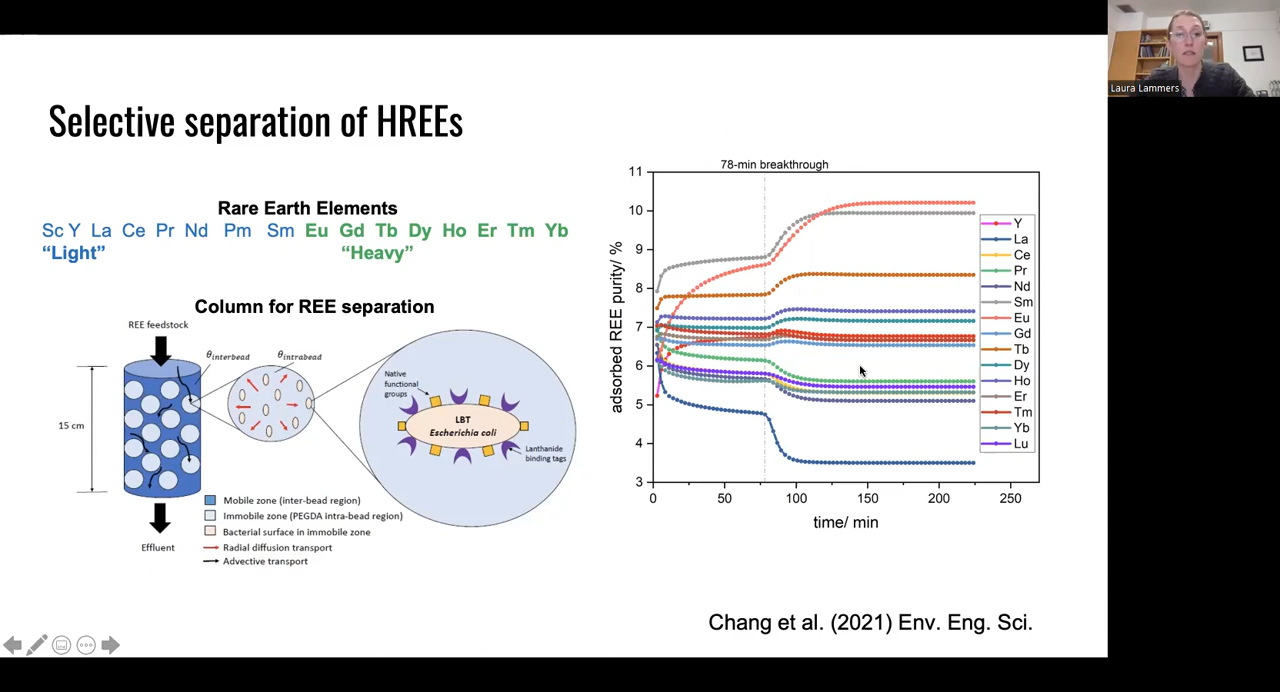 Laura Lammers
Selective separation of HREEs
Rare Earth Elements
Sc Y La Ce Pr Nd Pm Sm Eu Gd Tb Dy Ho Er Tm Yb
"Light" "Heavy"
Column for REE separation
REE feedstock
θinterbead
θintrabead
15 cm
Effluent
Native
functional
groups
LBT
Escherichia coli
Lanthanide
binding tags
Mobile zone (inter-bead region)
Immobile zone (PEGDA intra-bead region)
Bacterial surface in immobile zone
Radial diffusion transport
Advective transport
78-min breakthrough
adsorbed REE purity/ %
11
10
9
8
7
6
5
4
3
0 50 100 150 200 250
time/ min
Y
La
Ce
Pr
Nd
Sm
Eu
Gd
Tb
Dy
Ho
Er
Tm
Yb
Lu
Chang et al. (2021) Env. Eng. Sci.